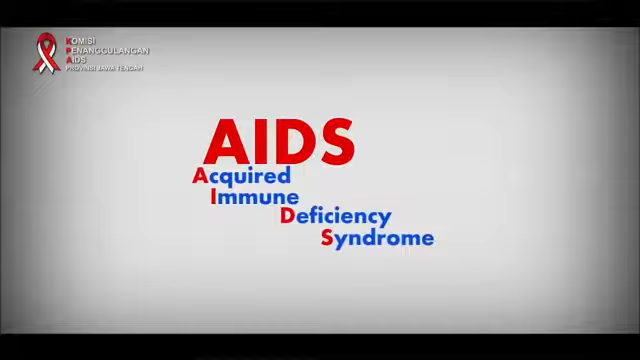 KOMISI
PENANGGULANGAN
AIDS
PROVINSI JAWA TENGAH
AIDS
Acquired
Immune
Deficiency
Syndrome